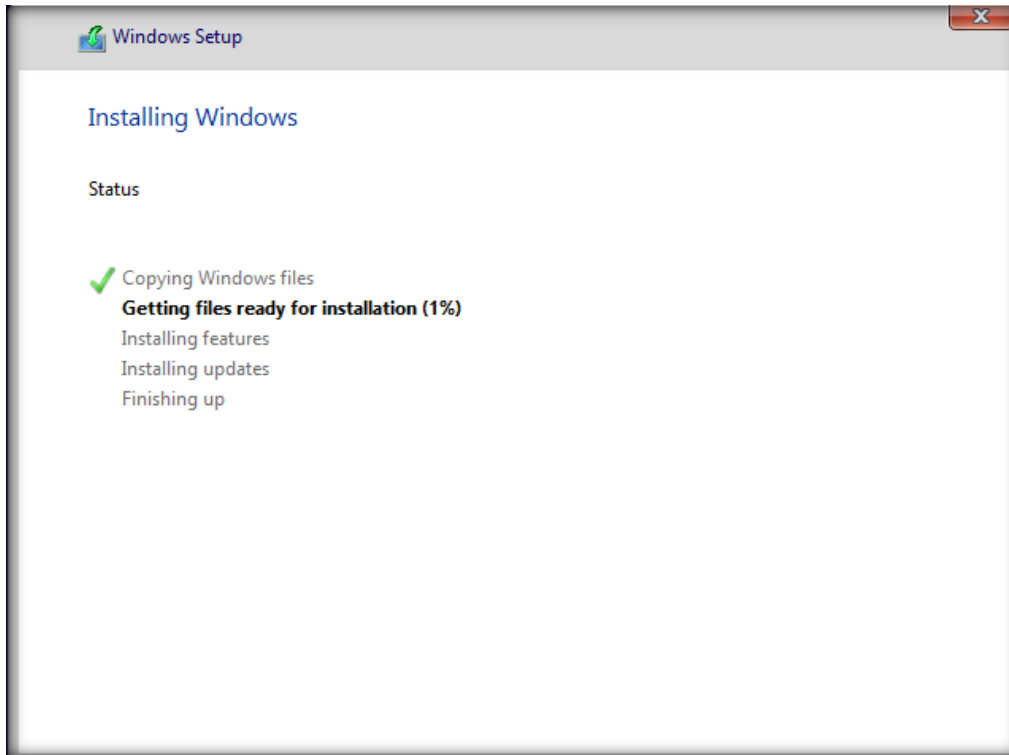 Windows Setup
Installing Windows
Status
Copying Windows files
Getting files ready for installation (1%)
Installing features
Installing updates
Finishing up